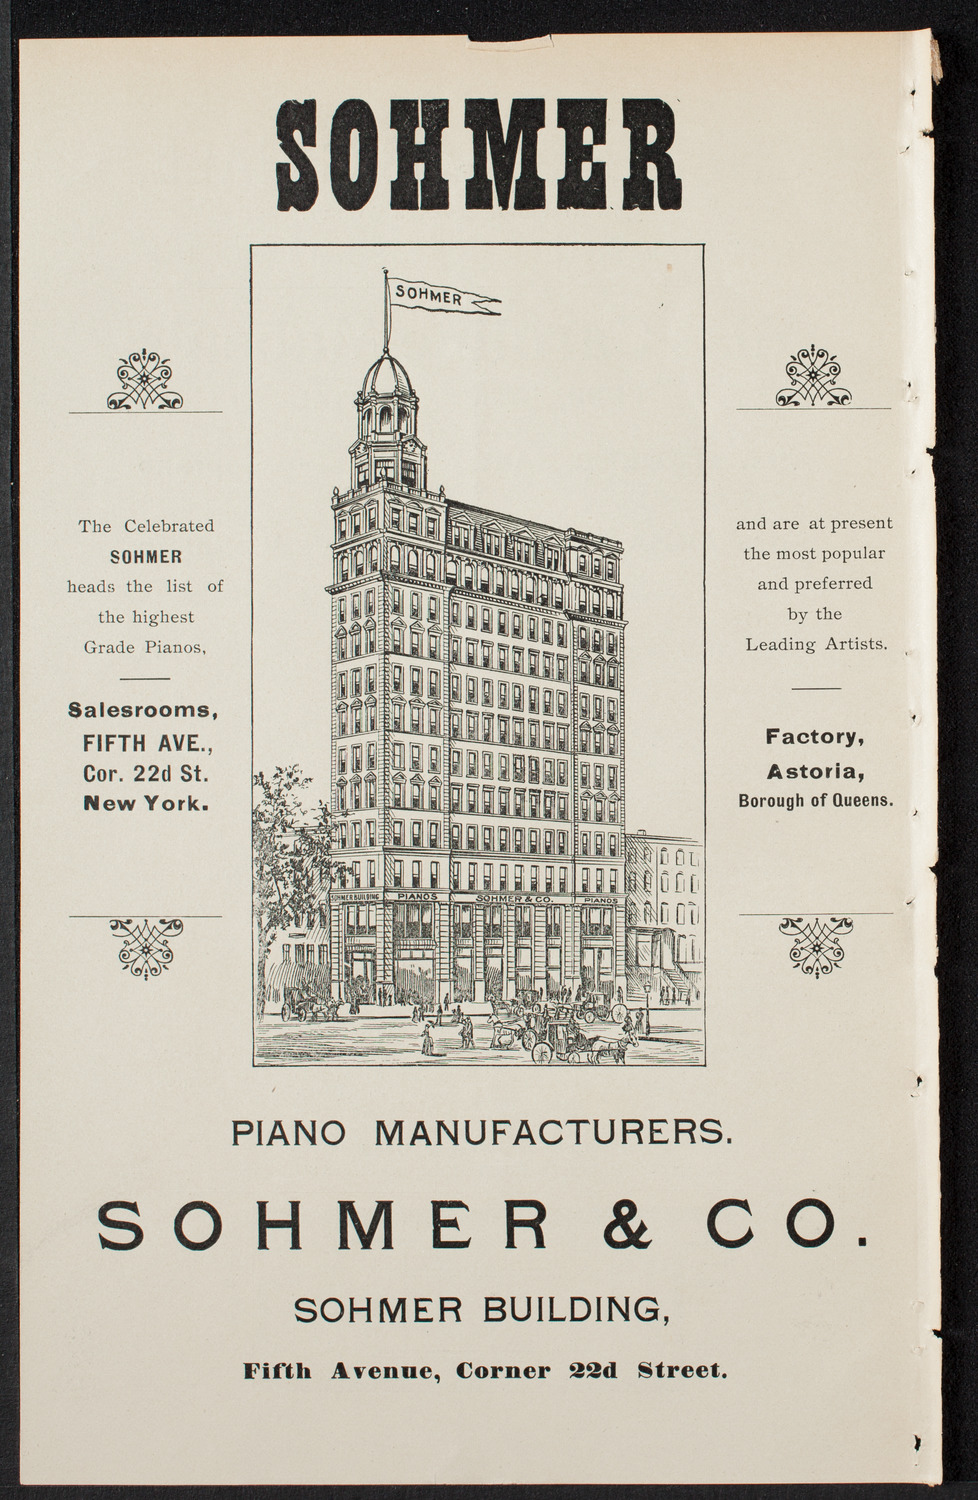 SOHMER
SOHMER
The Celebrated
SOHMER
heads the list of
the highest
Grade Pianos,
Salesrooms,
FIFTH AVE.,
Cor. 22d St.
New York.
and are at present
the most popular
and preferred
by the
Leading Artists.
Factory,
Astoria,
Borough of Queens.
SOHMER BUILDING PIANOS SOHMER & CO. PIANOS
PIANO MANUFACTURERS.
SOHMER & CO.
SOHMER BUILDING,
Fifth Avenue, Corner 22d Street.